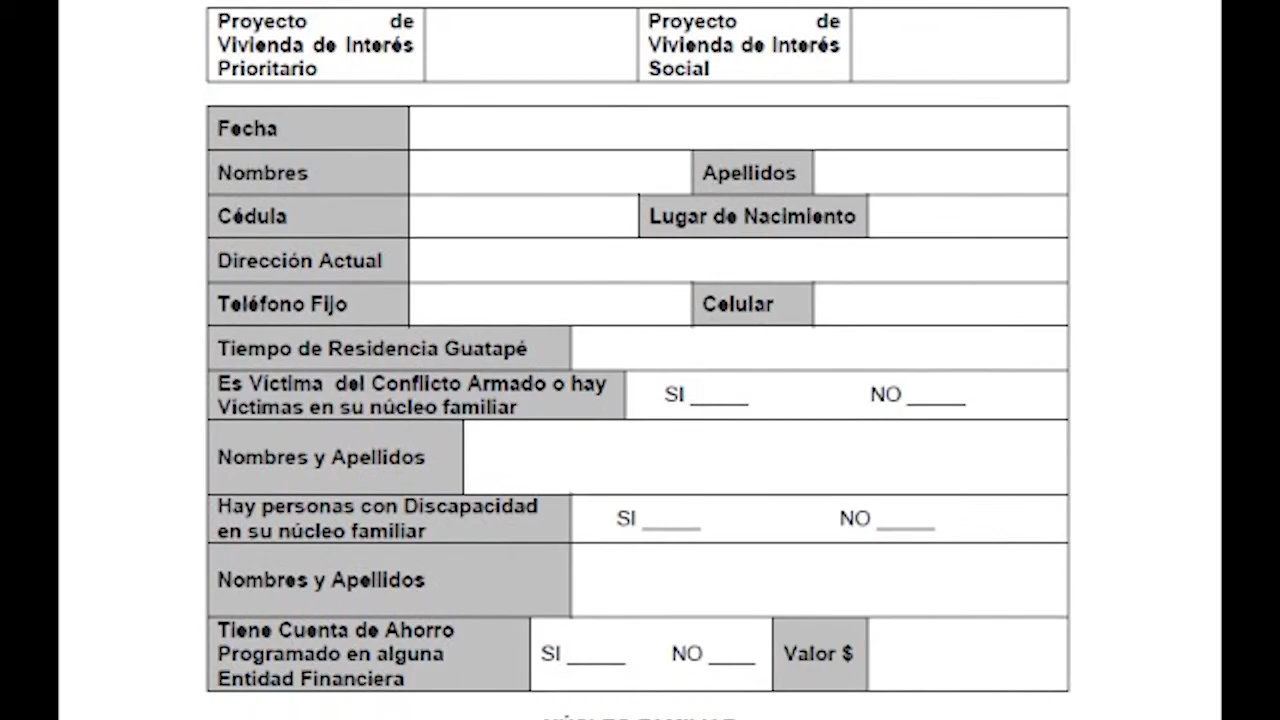 Proyecto de
Vivienda de Interés
Prioritario
Proyecto de
Vivienda de Interés
Social
Fecha
Nombres
Apellidos
Cédula
Lugar de Nacimiento
Dirección Actual
Teléfono Fijo
Celular
Tiempo de Residencia Guatapé
Es Víctima del Conflicto Armado o hay
Víctimas en su núcleo familiar
SI _____ NO _____
Nombres y Apellidos
Hay personas con Discapacidad
en su núcleo familiar
SI _____ NO _____
Nombres y Apellidos
Tiene Cuenta de Ahorro
Programado en alguna
Entidad Financiera
SI _____ NO ____
Valor $